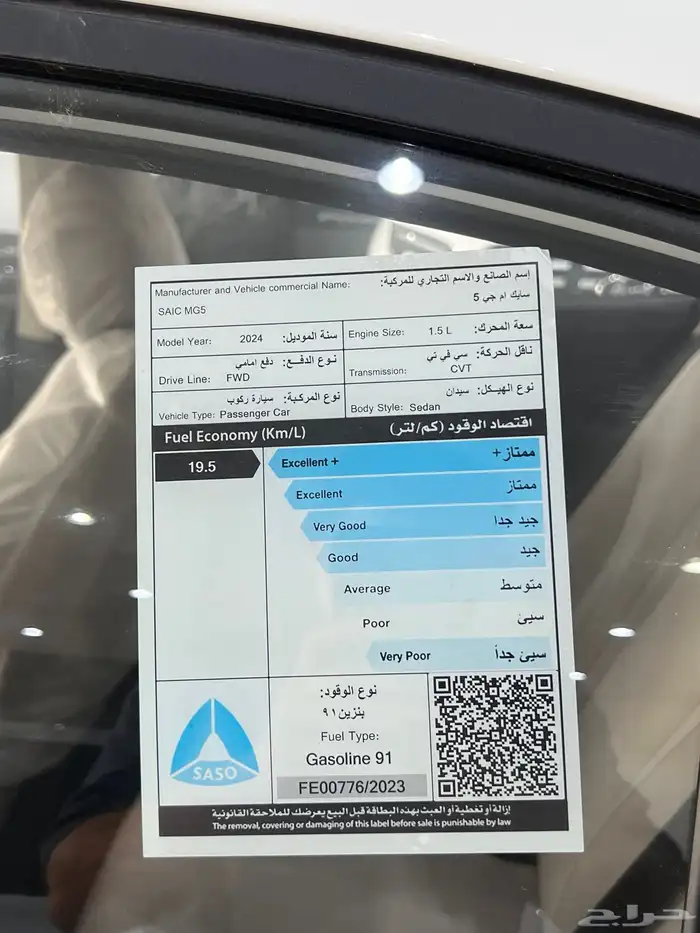 إسم الصانع والاسم التجاري للمركبة:
Manufacturer and Vehicle commercial Name:
سايك ام جي 5
SAIC MG5
Model Year: 2024 سنة الموديل:
Engine Size: 1.5 L سعة المحرك:
نوع الدفع: دفع امامي
Drive Line: FWD
ناقل الحركة: سي في تي
Transmission: CVT
نوع المركبة: سيارة ركوب
Vehicle Type: Passenger Car
نوع الهيكل: سيدان
Body Style: Sedan
Fuel Economy (Km/L) اقتصاد الوقود (كم/لتر)
19.5
Excellent + ممتاز+
Excellent ممتاز
Very Good جيد جدا
Good جيد
Average متوسط
Poor سيئ
Very Poor سيئ جداً
SASO
نوع الوقود:
بنزين ٩١
Fuel Type:
Gasoline 91
FE00776/2023
إزالة أو تغطية أو العبث بهذه البطاقة قبل البيع يعرضك للملاحقة القانونية
The removal, covering or damaging of this label before sale is punishable by law
حراج